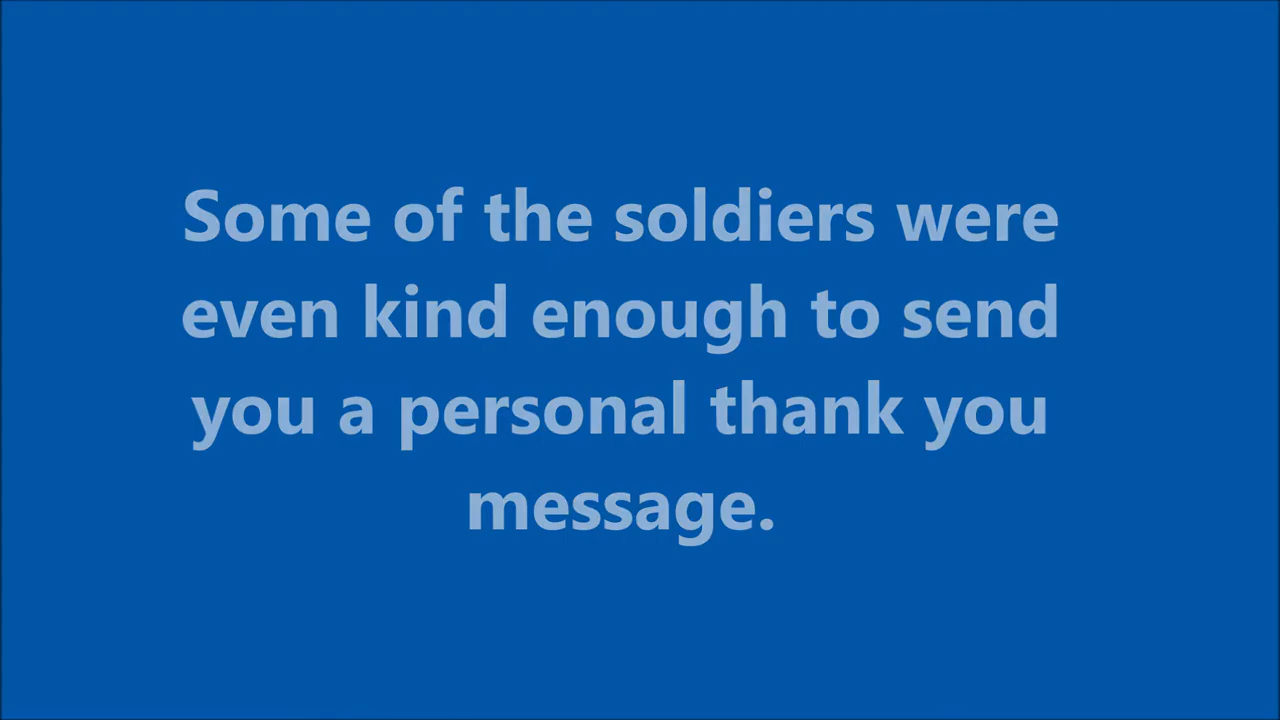 Some of the soldiers were
even kind enough to send
you a personal thank you
message.